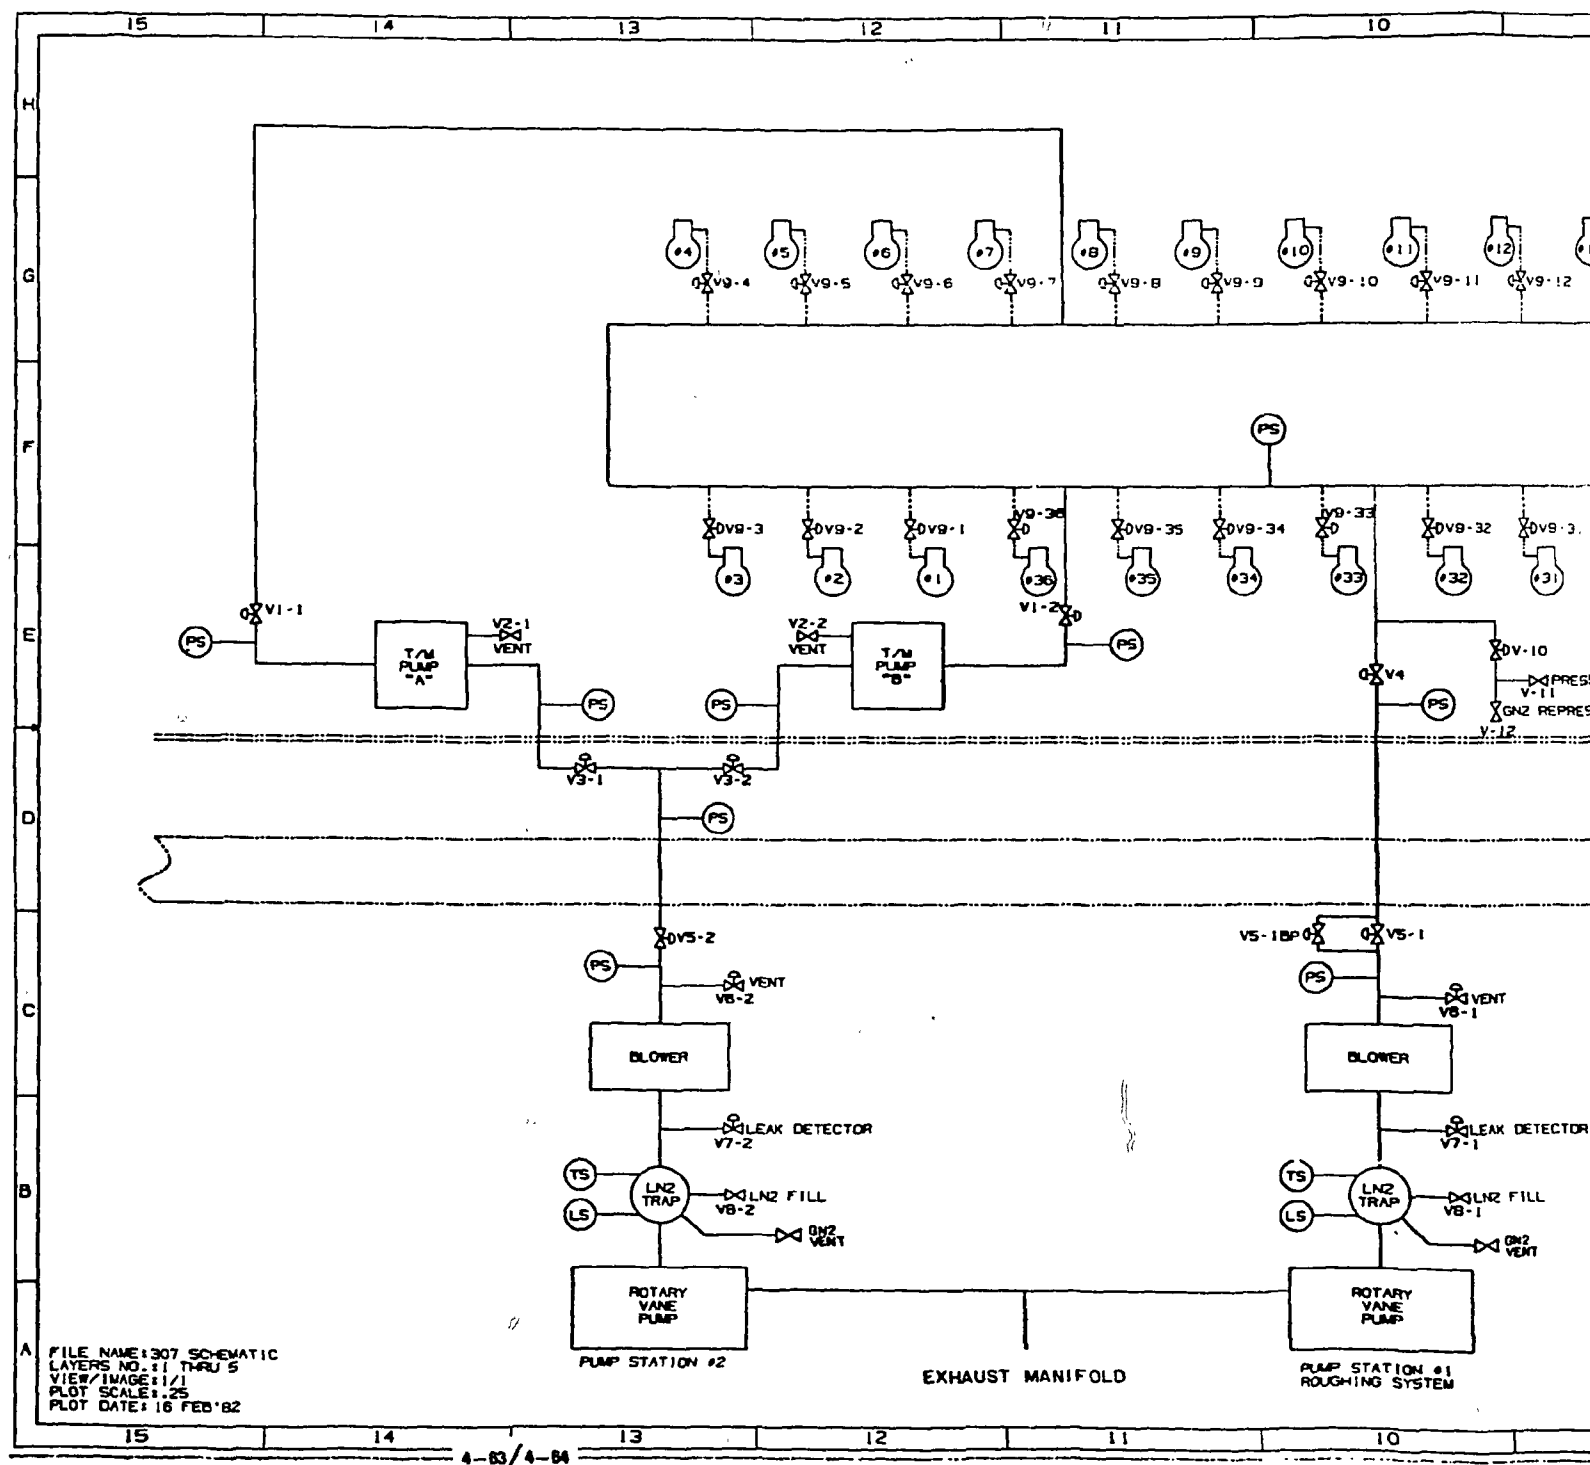 15 14 13 12 11 10
H
#4 #5 #6 #7 #8 #9 #10 #11 #12
G
V9-4 V9-5 V9-6 V9-7 V9-8 V9-9 V9-10 V9-11 V9-12
F
PS
V9-3 V9-2 V9-1 V9-36 V9-35 V9-34 V9-33 V9-32
#3 #2 #1 #36 #35 #34 #33 #32 #31
V1-1
V1-2
E
PS
V2-1
VENT
V2-2
VENT
PS
T/M
PUMP
"A"
T/M
PUMP
"B"
V-10
V4
V-11
PRES
PS
PS
PS
GN2 REPRES
V-12
V3-1
V3-2
D
PS
V5-2
V5-1BP
V5-1
PS
VENT
V6-2
PS
VENT
V6-1
C
BLOWER
BLOWER
LEAK DETECTOR
V7-2
LEAK DETECTOR
V7-1
B
TS
LN2
TRAP
LS
LN2 FILL
V8-2
GN2
VENT
TS
LN2
TRAP
LS
LN2 FILL
V8-1
GN2
VENT
ROTARY
VANE
PUMP
ROTARY
VANE
PUMP
A
PUMP STATION #2
EXHAUST MANIFOLD
PUMP STATION #1
ROUGHING SYSTEM
FILE NAME:307 SCHEMATIC
LAYERS NO.:1 THRU 5
VIEW/IMAGE:1/1
PLOT SCALE:.25
PLOT DATE: 16 FEB'82
15 14 13 12 11 10
4-63/4-64